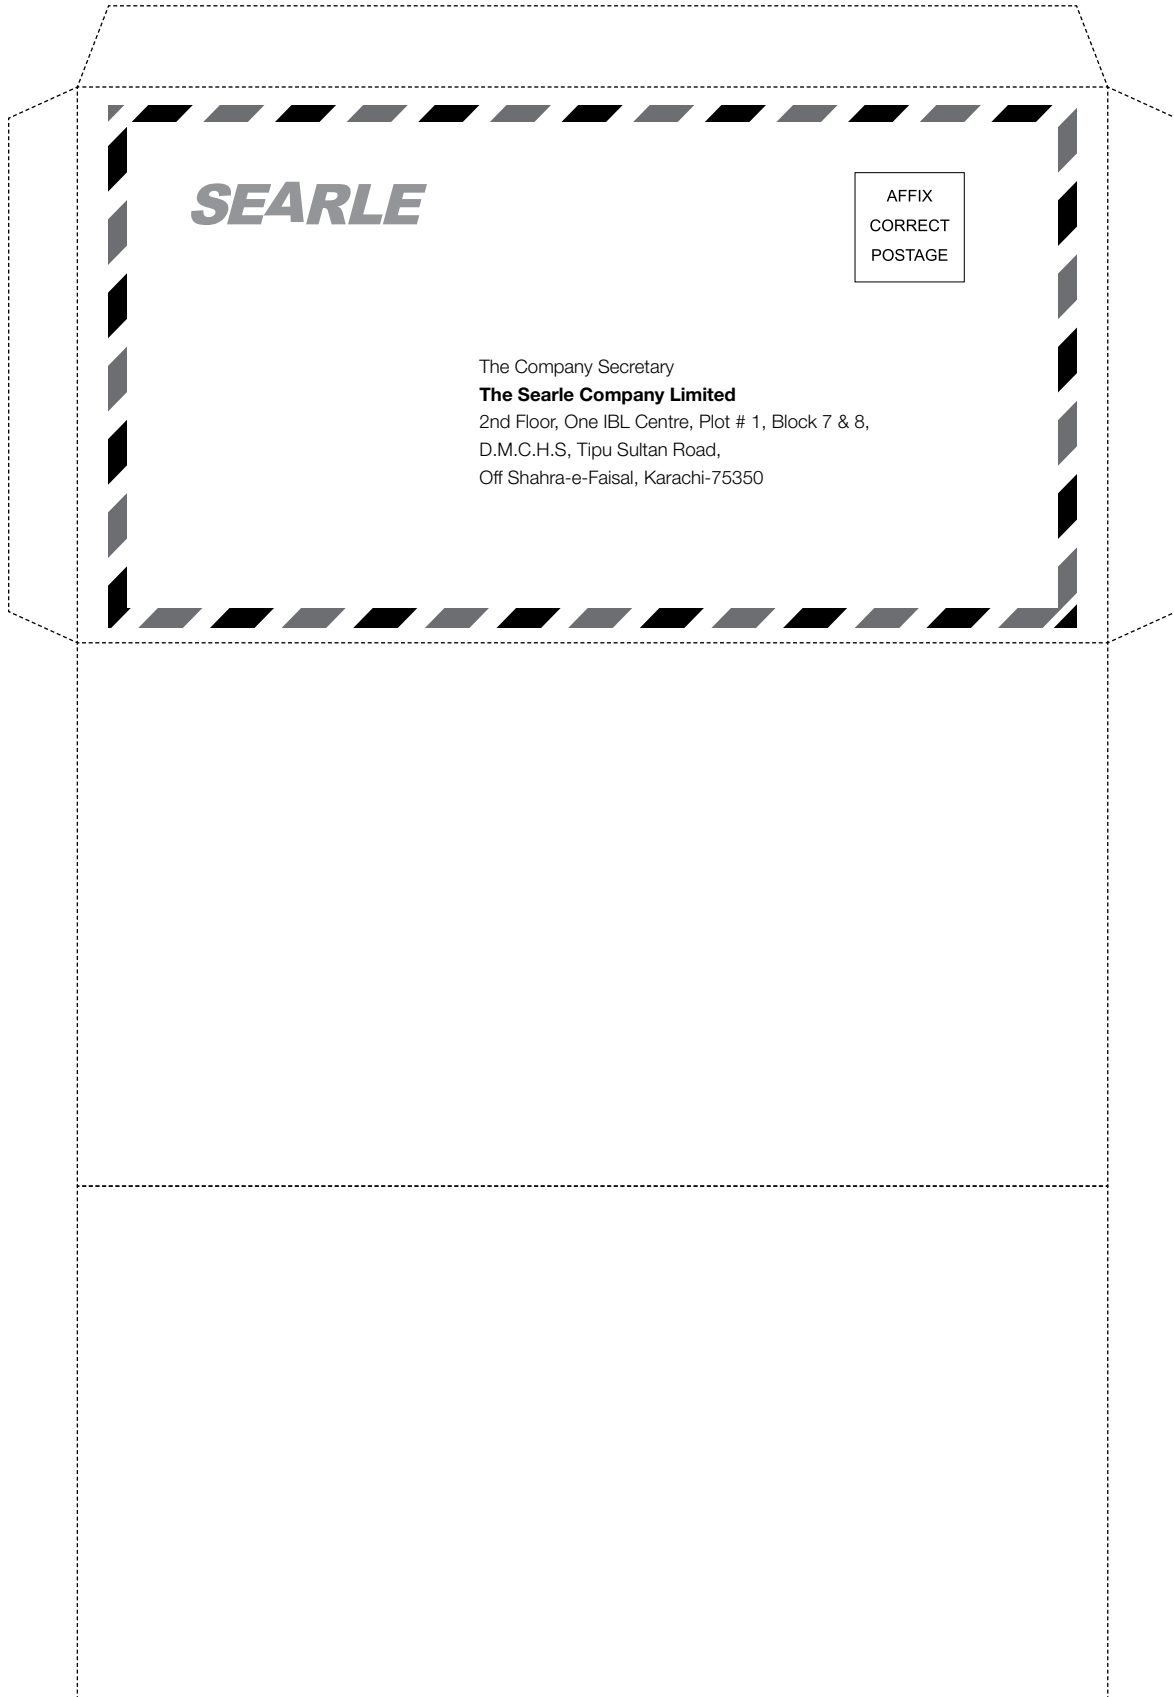 SEARLE
AFFIX
CORRECT
POSTAGE
The Company Secretary
The Searle Company Limited
2nd Floor, One IBL Centre, Plot # 1, Block 7 & 8,
D.M.C.H.S, Tipu Sultan Road,
Off Shahra-e-Faisal, Karachi-75350